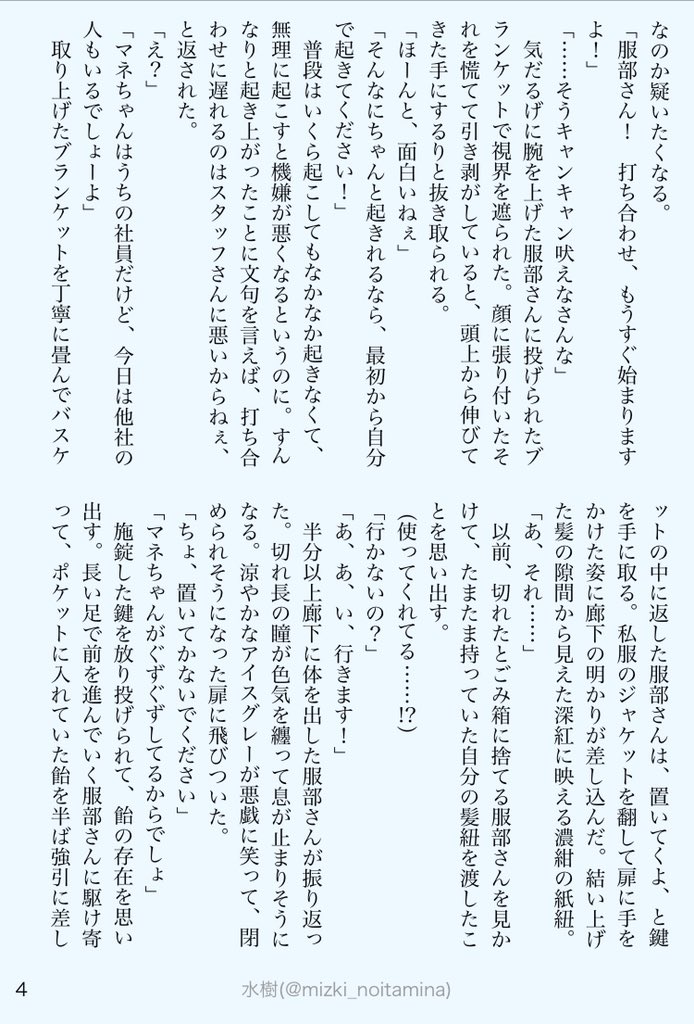 なのか疑いたくなる。
「服部さん！　打ち合わせ、もうすぐ始まります
よ！」
「……そうキャンキャン吠えなさんな」
　気だるげに腕を上げた服部さんに投げられたブ
ランケットで視界を遮られた。顔に張り付いたそ
れを慌てて引き剥がしていると、頭上から伸びて
きた手にするりと抜き取られる。
「ほーんと、面白いねぇ」
「そんなにちゃんと起きれるなら、最初から自分
で起きてください！」
　普段はいくら起こしてもなかなか起きなくて、
無理に起こすと機嫌が悪くなるというのに。すん
なりと起き上がったことに文句を言えば、打ち合
わせに遅れるのはスタッフさんに悪いからねぇ、
と返された。
「え？」
「マネちゃんはうちの社員だけど、今日は他社の
人もいるでしょーよ」
　取り上げたブランケットを丁寧に畳んでバスケ
ットの中に返した服部さんは、置いてくよ、と鍵
を手に取る。私服のジャケットを翻して扉に手を
かけた姿に廊下の明かりが差し込んだ。結い上げ
た髪の隙間から見えた深紅に映える濃紺の紙紐。
「あ、それ……」
　以前、切れたとごみ箱に捨てる服部さんを見か
けて、たまたま持っていた自分の髪紐を渡したこ
とを思い出す。
（使ってくれてる……!?）
「行かないの？」
「あ、あ、い、行きます！」
　半分以上廊下に体を出した服部さんが振り返っ
た。切れ長の瞳が色気を纏って息が止まりそうに
なる。涼やかなアイスグレーが悪戯に笑って、閉
められそうになった扉に飛びついた。
「ちょ、置いてかないでください」
「マネちゃんがぐずぐずしてるからでしょ」
　施錠した鍵を放り投げられて、飴の存在を思い
出す。長い足で前を進んでいく服部さんに駆け寄
って、ポケットに入れていた飴を半ば強引に差し
水樹(@mizki_noitamina)
4